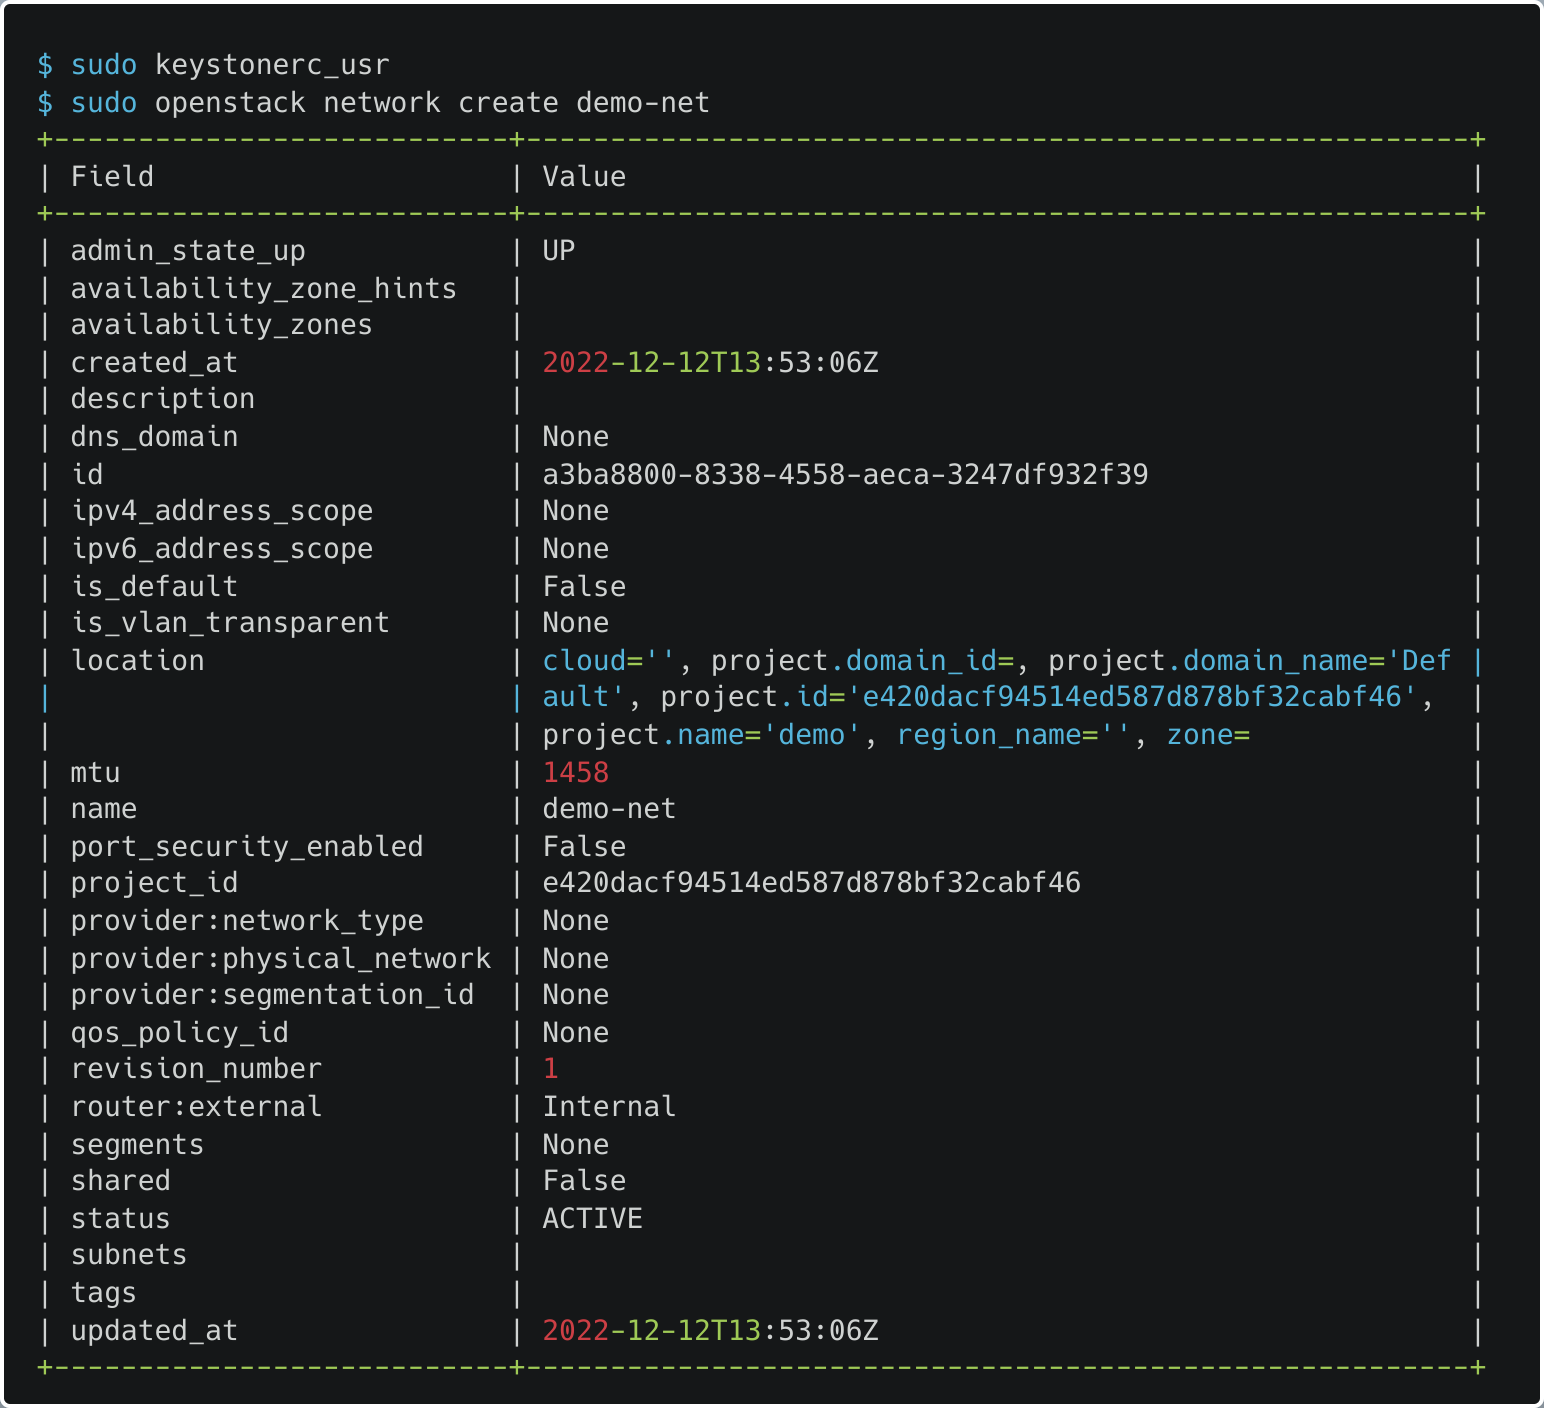 $ sudo keystonerc_usr
$ sudo openstack network create demo-net
+---------------------------+--------------------------------------------------------+
| Field                     | Value                                                  |
+---------------------------+--------------------------------------------------------+
| admin_state_up            | UP                                                     |
| availability_zone_hints   |                                                        |
| availability_zones        |                                                        |
| created_at                | 2022-12-12T13:53:06Z                                   |
| description               |                                                        |
| dns_domain                | None                                                   |
| id                        | a3ba8800-8338-4558-aeca-3247df932f39                   |
| ipv4_address_scope        | None                                                   |
| ipv6_address_scope        | None                                                   |
| is_default                | False                                                  |
| is_vlan_transparent       | None                                                   |
| location                  | cloud='', project.domain_id=, project.domain_name='Def |
|                           | ault', project.id='e420dacf94514ed587d878bf32cabf46',  |
|                           | project.name='demo', region_name='', zone=             |
| mtu                       | 1458                                                   |
| name                      | demo-net                                               |
| port_security_enabled     | False                                                  |
| project_id                | e420dacf94514ed587d878bf32cabf46                       |
| provider:network_type     | None                                                   |
| provider:physical_network | None                                                   |
| provider:segmentation_id  | None                                                   |
| qos_policy_id             | None                                                   |
| revision_number           | 1                                                      |
| router:external           | Internal                                               |
| segments                  | None                                                   |
| shared                    | False                                                  |
| status                    | ACTIVE                                                 |
| subnets                   |                                                        |
| tags                      |                                                        |
| updated_at                | 2022-12-12T13:53:06Z                                   |
+---------------------------+--------------------------------------------------------+